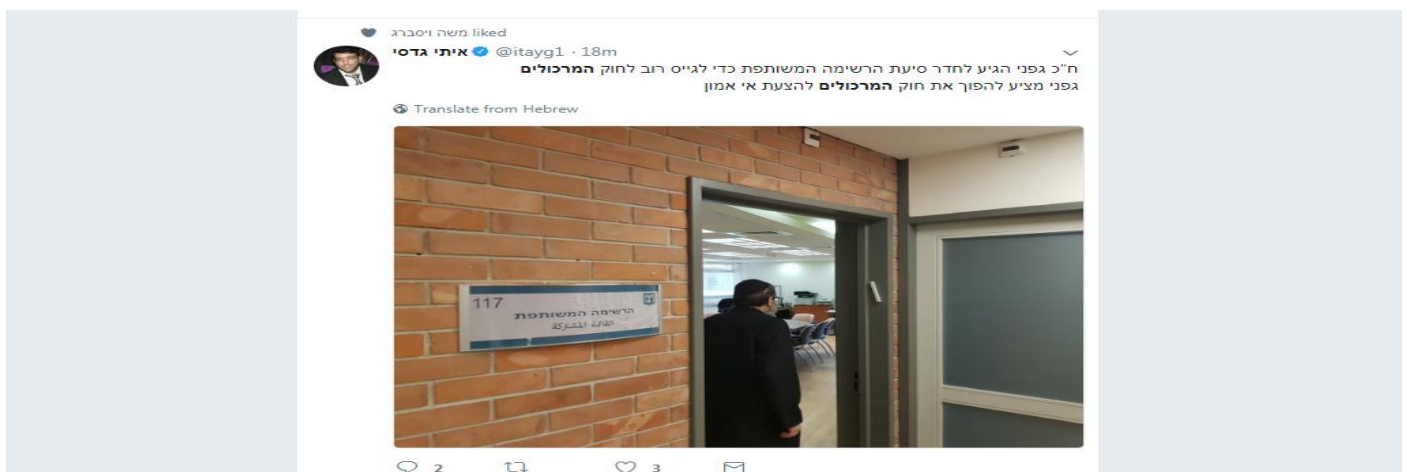 משה ויסברג liked
איתי גדסי @itayg1 · 18m
ח"כ גפני הגיע לחדר סיעת הרשימה המשותפת כדי לגייס רוב לחוק המרכולים
גפני מציע להפוך את חוק המרכולים להצעת אי אמון
Translate from Hebrew
117
הרשימה המשותפת
القائمة المشتركة
2 3